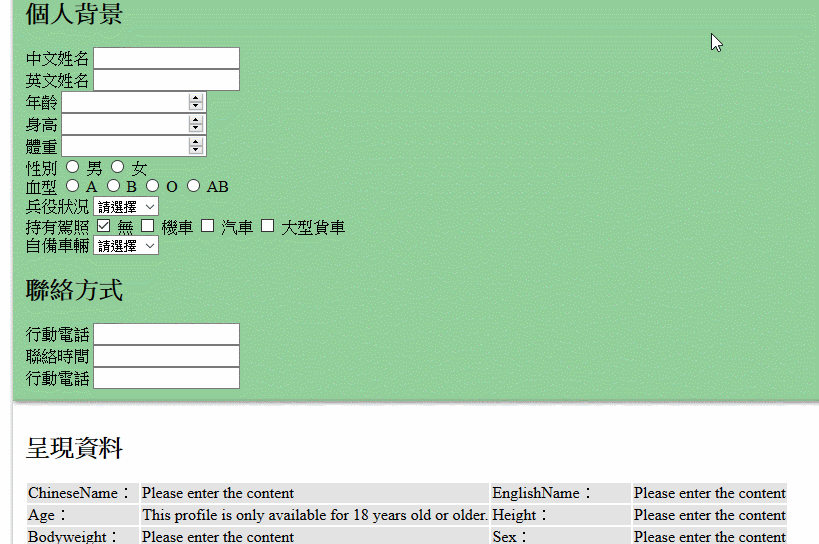 個人背景
中文姓名
英文姓名
年齡
身高
體重
性別 男 女
血型 A B O AB
兵役狀況 請選擇
持有駕照 無 機車 汽車 大型貨車
自備車輛 請選擇
聯絡方式
行動電話
聯絡時間
行動電話
呈現資料
ChineseName： Please enter the content EnglishName： Please enter the content
Age： This profile is only available for 18 years old or older. Height： Please enter the content
Bodyweight： Please enter the content Sex： Please enter the content